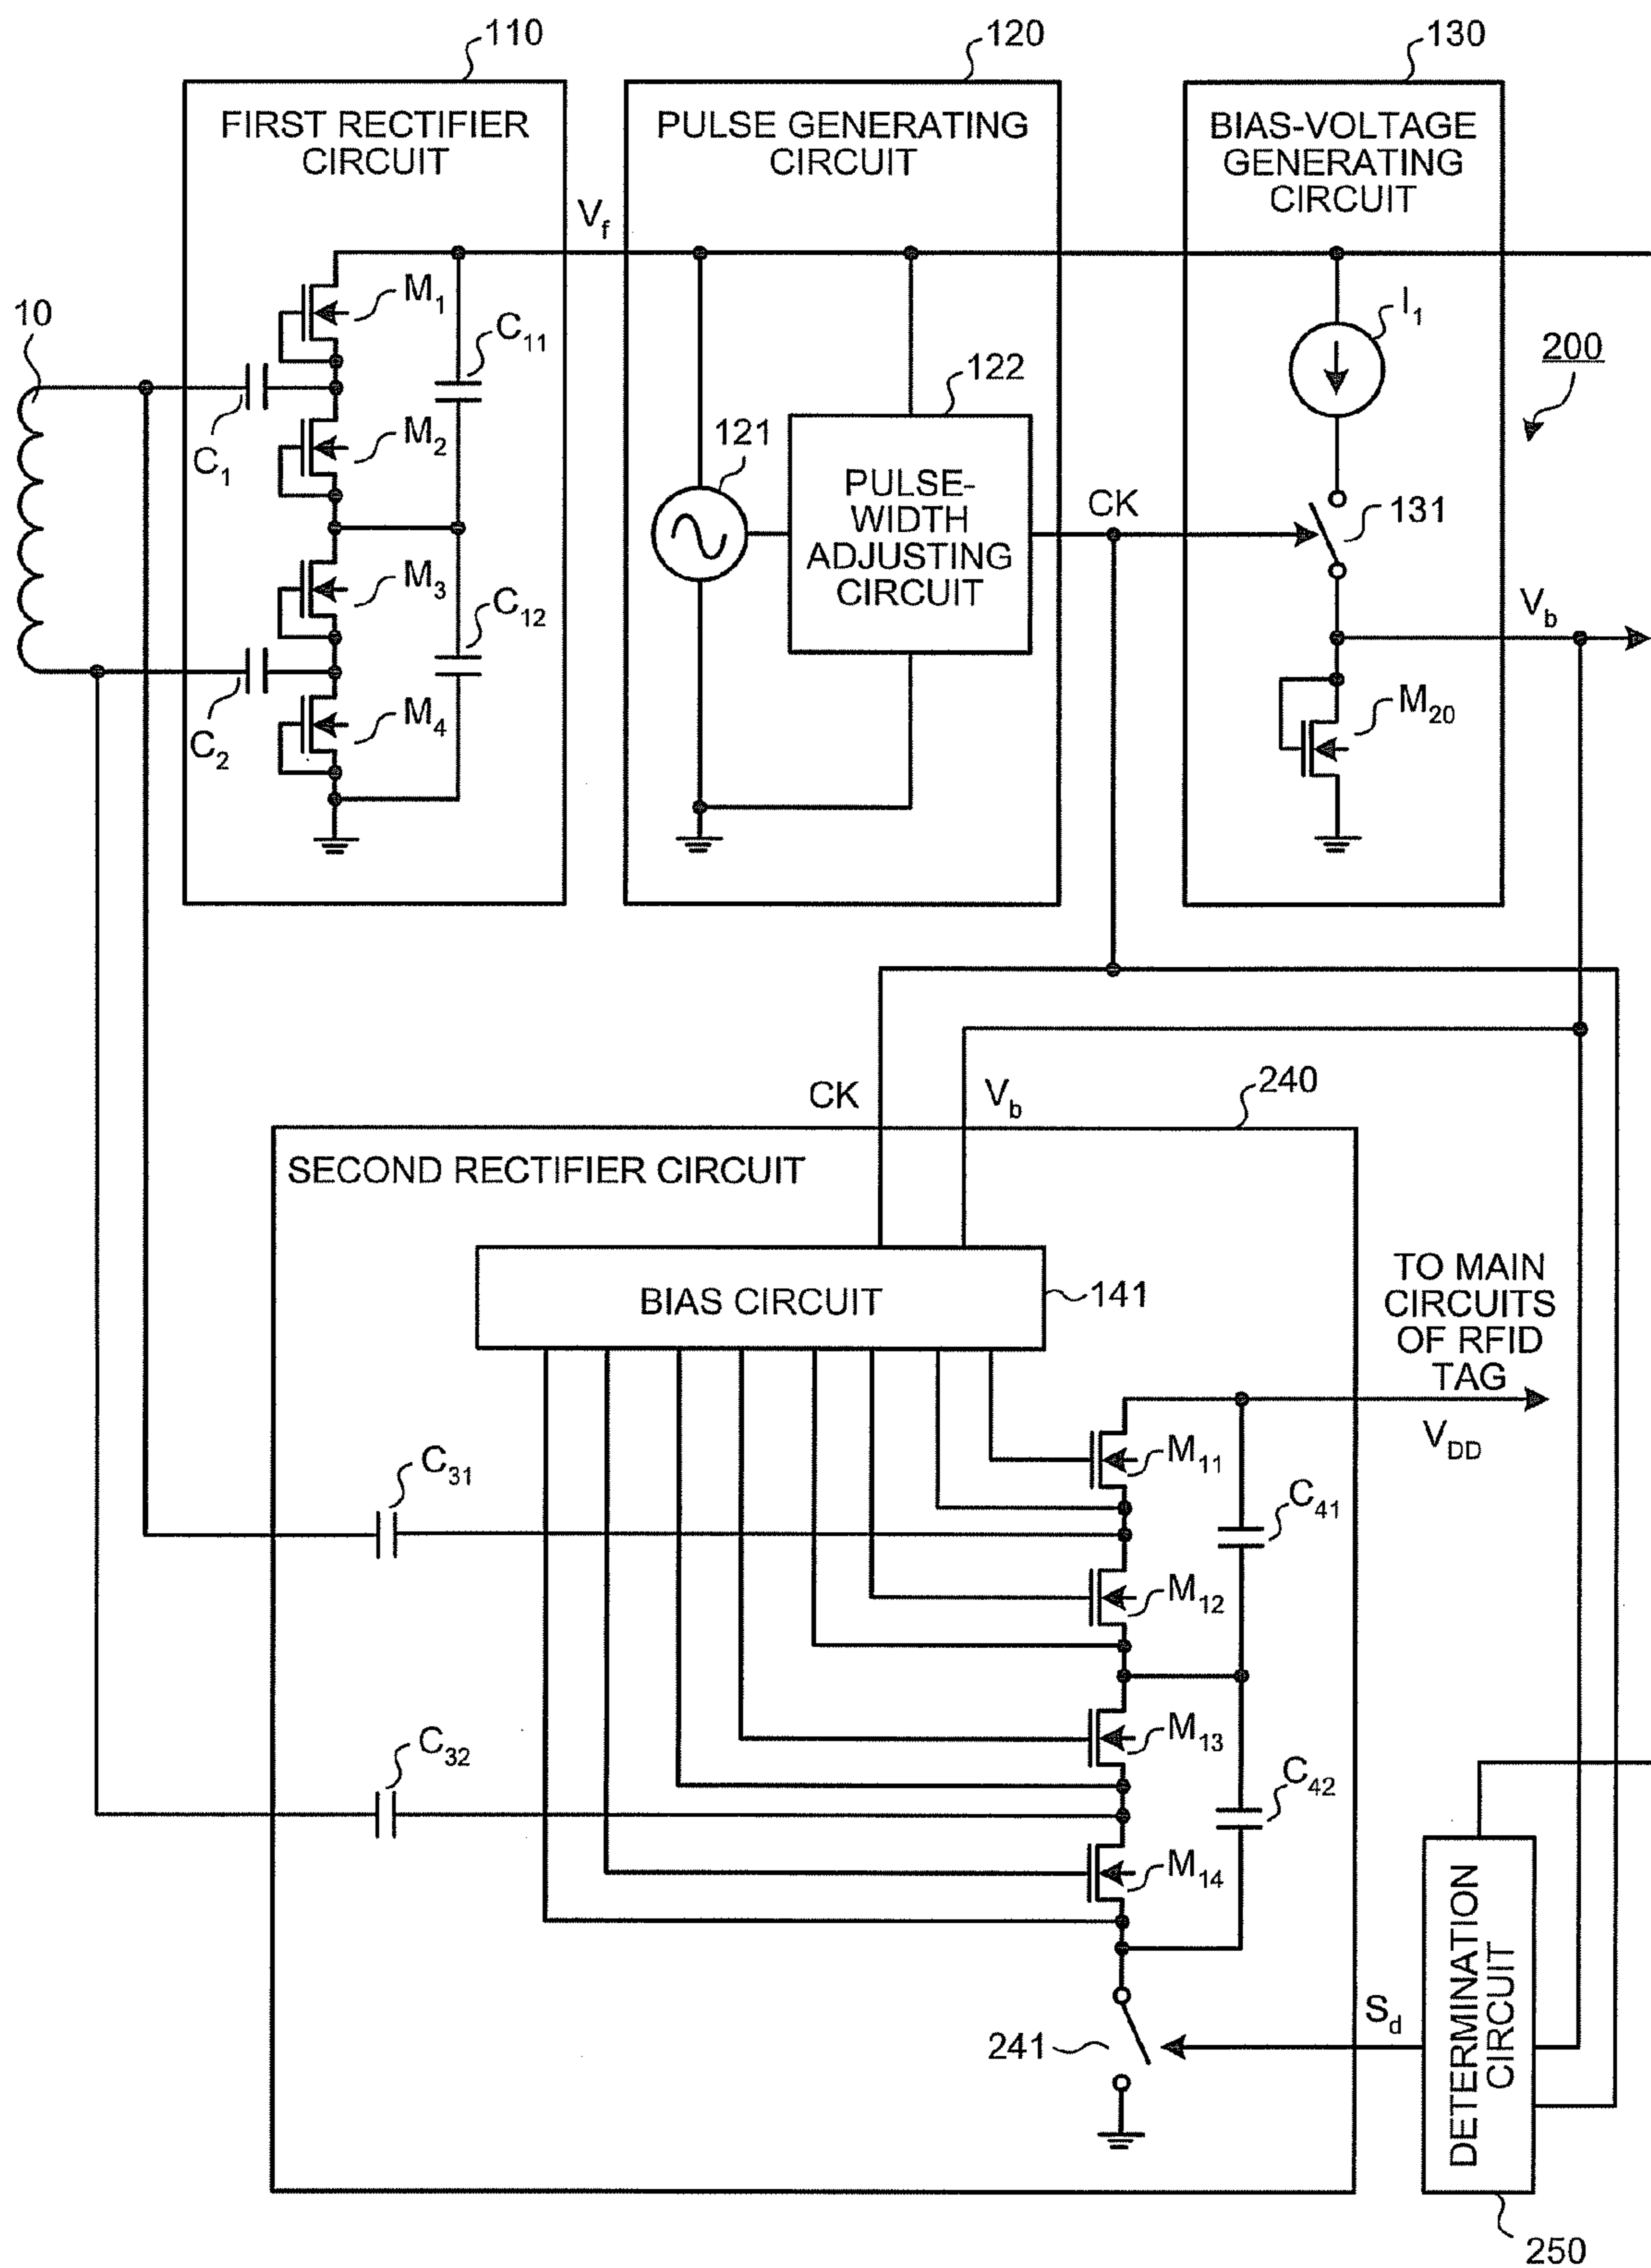 110
120
130
FIRST RECTIFIER
CIRCUIT
PULSE GENERATING
CIRCUIT
BIAS-VOLTAGE
GENERATING
CIRCUIT
Vf
10
M1
C11
I1
200
122
121
C1
M2
PULSE-
WIDTH
ADJUSTING
CIRCUIT
CK
131
M3
C12
Vb
C2
M4
M20
CK
Vb
240
SECOND RECTIFIER CIRCUIT
BIAS CIRCUIT
141
TO MAIN
CIRCUITS
OF RFID
TAG
VDD
M11
C31
C41
M12
M13
C32
C42
M14
DETERMINATION
CIRCUIT
Sd
241
250